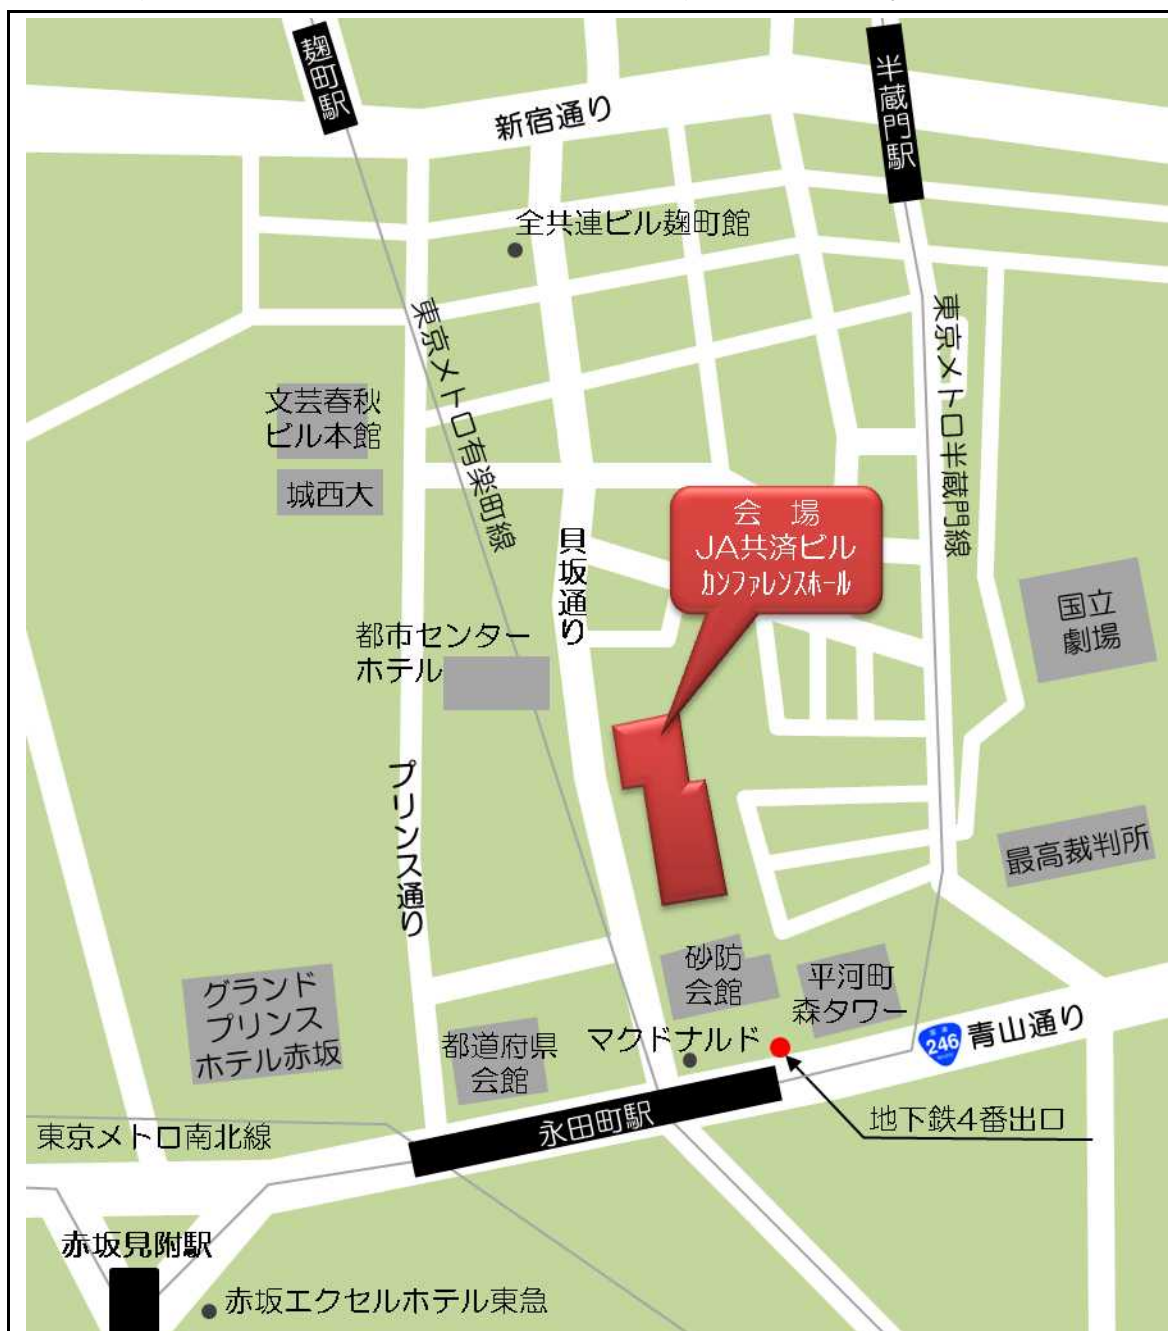 麹町駅
半蔵門駅
新宿通り
全共連ビル麹町館
東京メトロ有楽町線
東京メトロ半蔵門線
文芸春秋
ビル本館
城西大
会　場
JA共済ビル
ｶﾝﾌｧﾚﾝｽﾎｰﾙ
貝坂通り
国立
劇場
都市センター
ホテル
プリンス通り
最高裁判所
砂防
会館
平河町
森タワー
グランド
プリンス
ホテル赤坂
都道府県
会館
マクドナルド
246
青山通り
永田町駅
地下鉄4番出口
東京メトロ南北線
赤坂見附駅
赤坂エクセルホテル東急